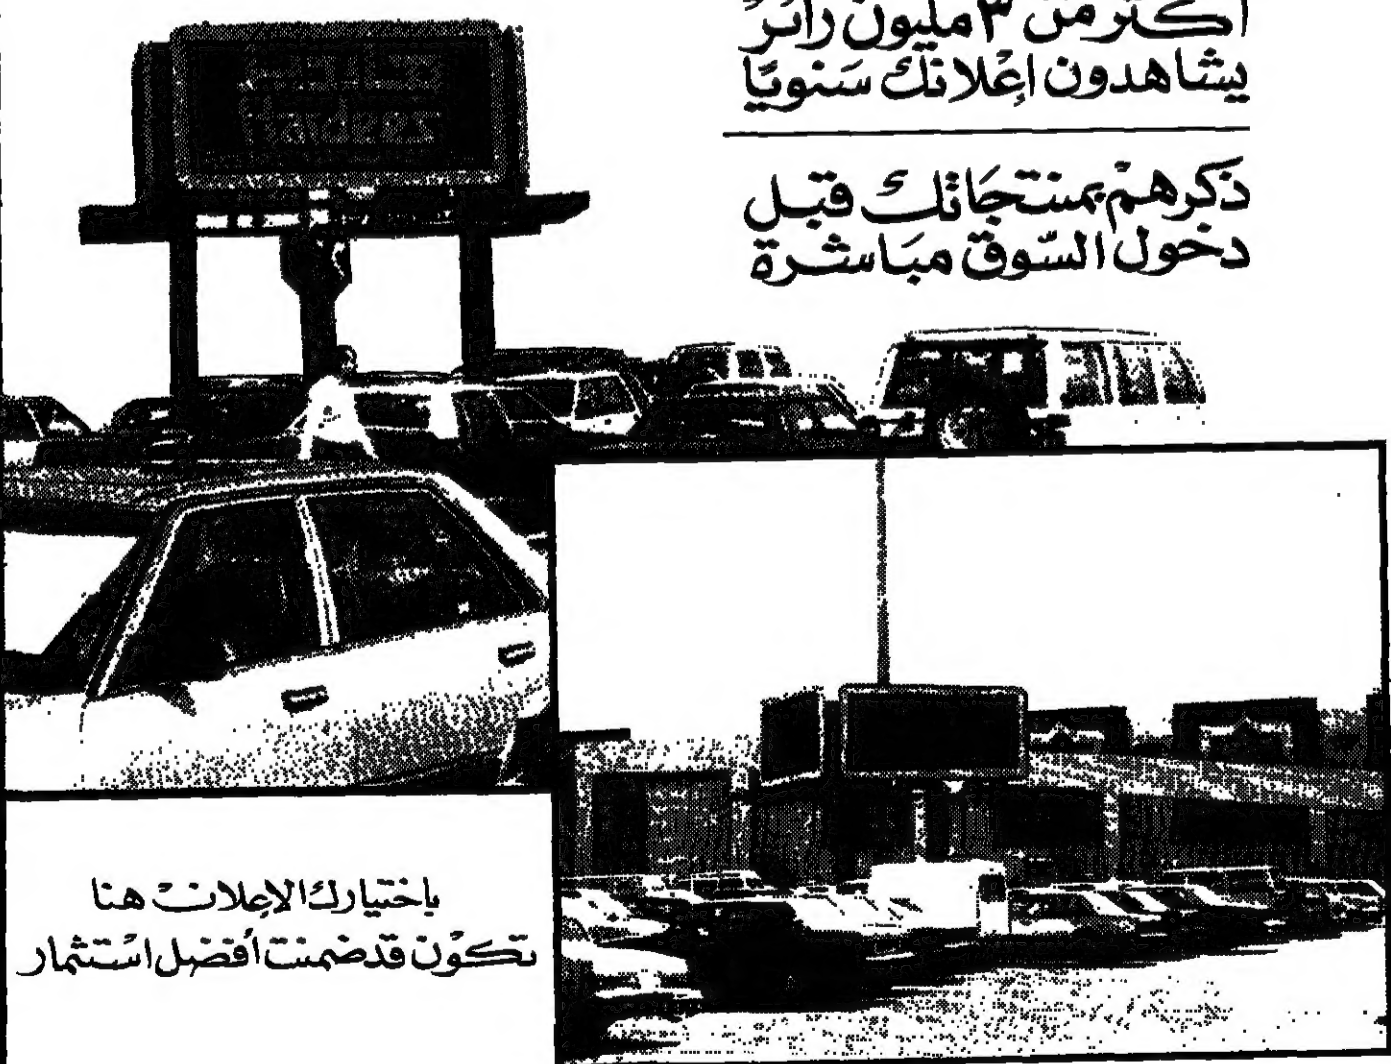 أكثر من ٣ مليون زائر
يشاهدون إعلانك سنويًا
ذكرهم بمنتجاتك قبل
دخول السوق مباشرة
باختيارك الإعلان هنا
تكون قد ضمنت أفضل استثمار